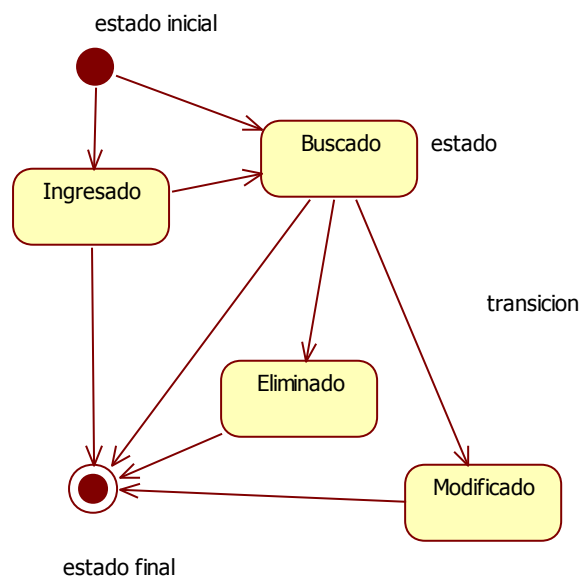 estado inicial
Buscado
estado
Ingresado
transicion
Eliminado
Modificado
estado final